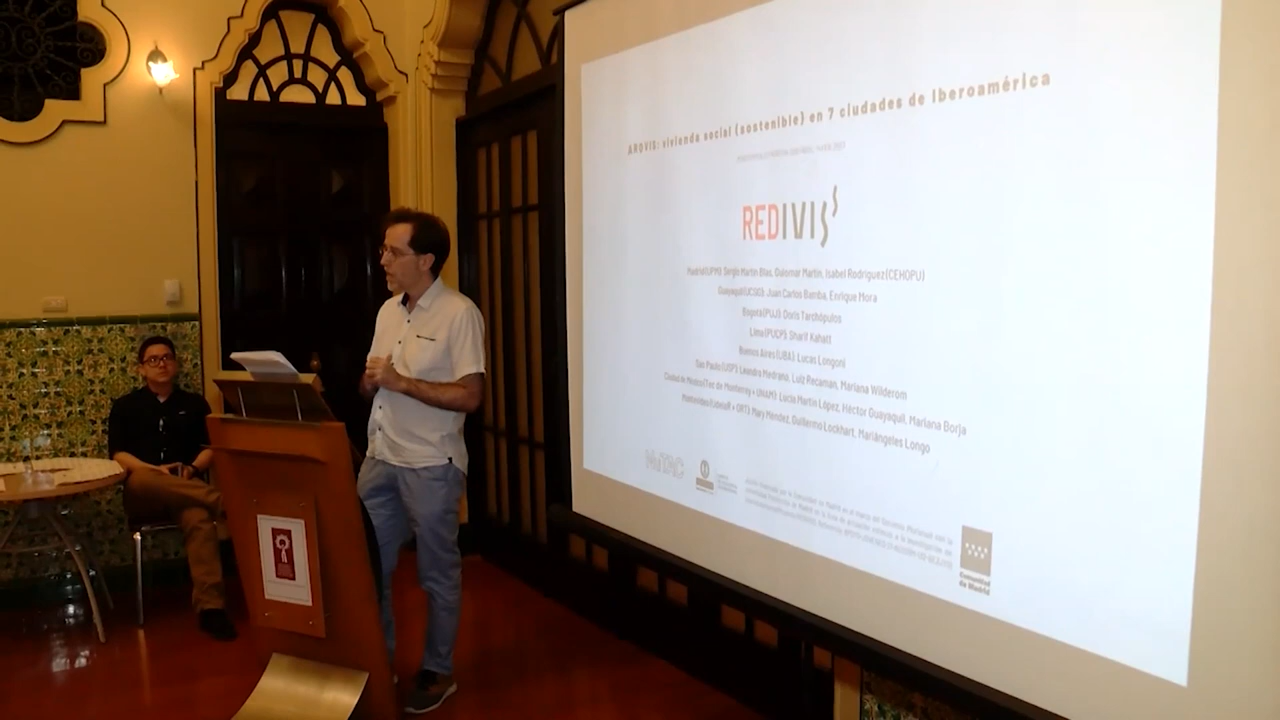 ARQVIS: vivienda social (sostenible) en 7 ciudades de Iberoamérica
REDIVISS
Madrid (UPM): Sergio Martín Blas, Guiomar Martín, Isabel Rodríguez (CEHOPU)
Guayaquil (UCSG): Juan Carlos Bamba, Enrique Mora
Bogotá (PUJ): Doris Tarchópulos
Lima (PUCP): Sharif Kahatt
Buenos Aires (UBA): Lucas Longoni
Sao Paulo (USP): Leandro Medrano, Luiz Recaman, Mariana Wilderom
Ciudad de México (Tec de Monterrey + UNAM): Lucía Martín López, Héctor Guayaquil, Mariana Borja
Montevideo (UdelaR + ORT): Mary Méndez, Guillermo Lockhart, Mariángeles Longo
Comunidad
de Madrid